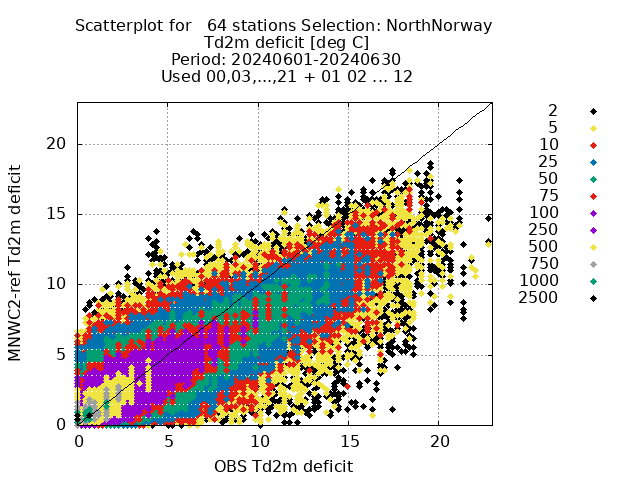 Scatterplot for   64 stations Selection: NorthNorway
Td2m deficit [deg C]
Period: 20240601-20240630
Used 00,03,...,21 + 01 02 ... 12
MNWC2-ref Td2m deficit
20
15
10
5
0
0 5 10 15 20
OBS Td2m deficit
2
5
10
25
50
75
100
250
500
750
1000
2500